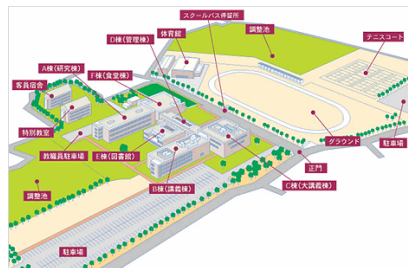 スクールバス停留所
D棟(管理棟)
体育館
調整池
テニスコート
A棟(研究棟)
F棟(食堂棟)
客員宿舎
特別教室
教職員駐車場
E棟(図書館)
グラウンド
駐車場
正門
B棟(講義棟)
C棟(大講義棟)
調整池
駐車場